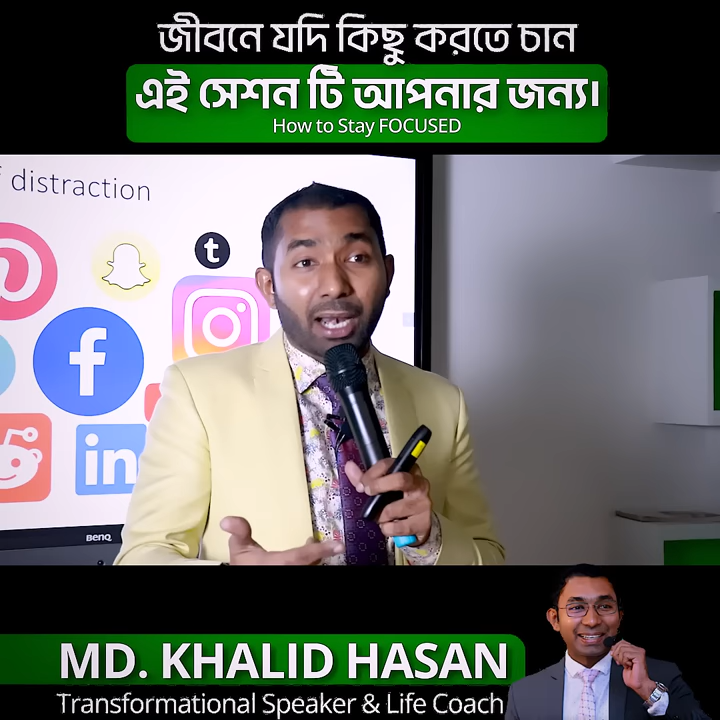 জীবনে যদি কিছু করতে চান
এই সেশন টি আপনার জন্য।
How to Stay FOCUSED
f distraction
BenQ
MD. KHALID HASAN
Transformational Speaker & Life Coach